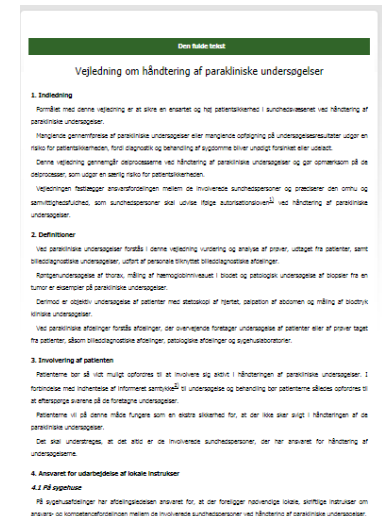 Den fulde tekst
Vejledning om håndtering af parakliniske undersøgelser
1. Indledning
Formålet med denne vejledning er at sikre en ensartet og høj patientsikkerhed i sundhedsvæsenet ved håndtering af
parakliniske undersøgelser.
Manglende gennemførelse af parakliniske undersøgelser eller manglende opfølgning på undersøgelsesresultater udgør en
risiko for patientsikkerheden, fordi diagnostik og behandling af sygdomme bliver unødigt forsinket eller udeladt.
Denne vejledning gennemgår delprocesserne ved håndtering af parakliniske undersøgelser og gør opmærksom på de
delprocesser, som udgør en særlig risiko for patientsikkerheden.
Vejledningen fastlægger ansvarsfordelingen mellem de involverede sundhedspersoner og præciserer den omhu og
samvittighedsfuldhed, som sundhedspersoner skal udvise ifølge autorisationsloven1) ved håndtering af parakliniske
undersøgelser.
2. Definitioner
Ved parakliniske undersøgelser forstås i denne vejledning vurdering og analyse af prøver, udtaget fra patienter, samt
billeddiagnostiske undersøgelser, udført af personale tilknyttet billeddiagnostiske afdelinger.
Røntgenundersøgelse af thorax, måling af hæmoglobinniveauet i blodet og patologisk undersøgelse af biopsier fra en
tumor er eksempler på parakliniske undersøgelser.
Derimod er objektiv undersøgelse af patienter med stetoskopi af hjertet, palpation af abdomen og måling af blodtryk
kliniske undersøgelser.
Ved parakliniske afdelinger forstås afdelinger, der overvejende foretager undersøgelse af patienter eller af prøver taget
fra patienter, såsom billeddiagnostiske afdelinger, patologiske afdelinger og sygehuslaboratorier.
3. Involvering af patienten
Patienterne bør så vidt muligt opfordres til at involvere sig aktivt i håndteringen af parakliniske undersøgelser. I
forbindelse med indhentelse af informeret samtykke2) til undersøgelse og behandling bør patienterne således opfordres til
at efterspørge svarene på de foretagne undersøgelser.
Patienterne vil på denne måde fungere som en ekstra sikkerhed for, at der ikke sker svigt i håndteringen af de
parakliniske undersøgelser.
Det skal understreges, at det altid er de involverede sundhedspersoner, der har ansvaret for håndtering af
undersøgelserne.
4. Ansvaret for udarbejdelse af lokale instrukser
4.1 På sygehuse
På sygehusafdelinger har afdelingsledelsen ansvaret for, at der foreligger nødvendige lokale, skriftlige instrukser om
ansvars- og kompetencefordelingen mellem de involverede sundhedspersoner ved håndtering af parakliniske undersøgelser.